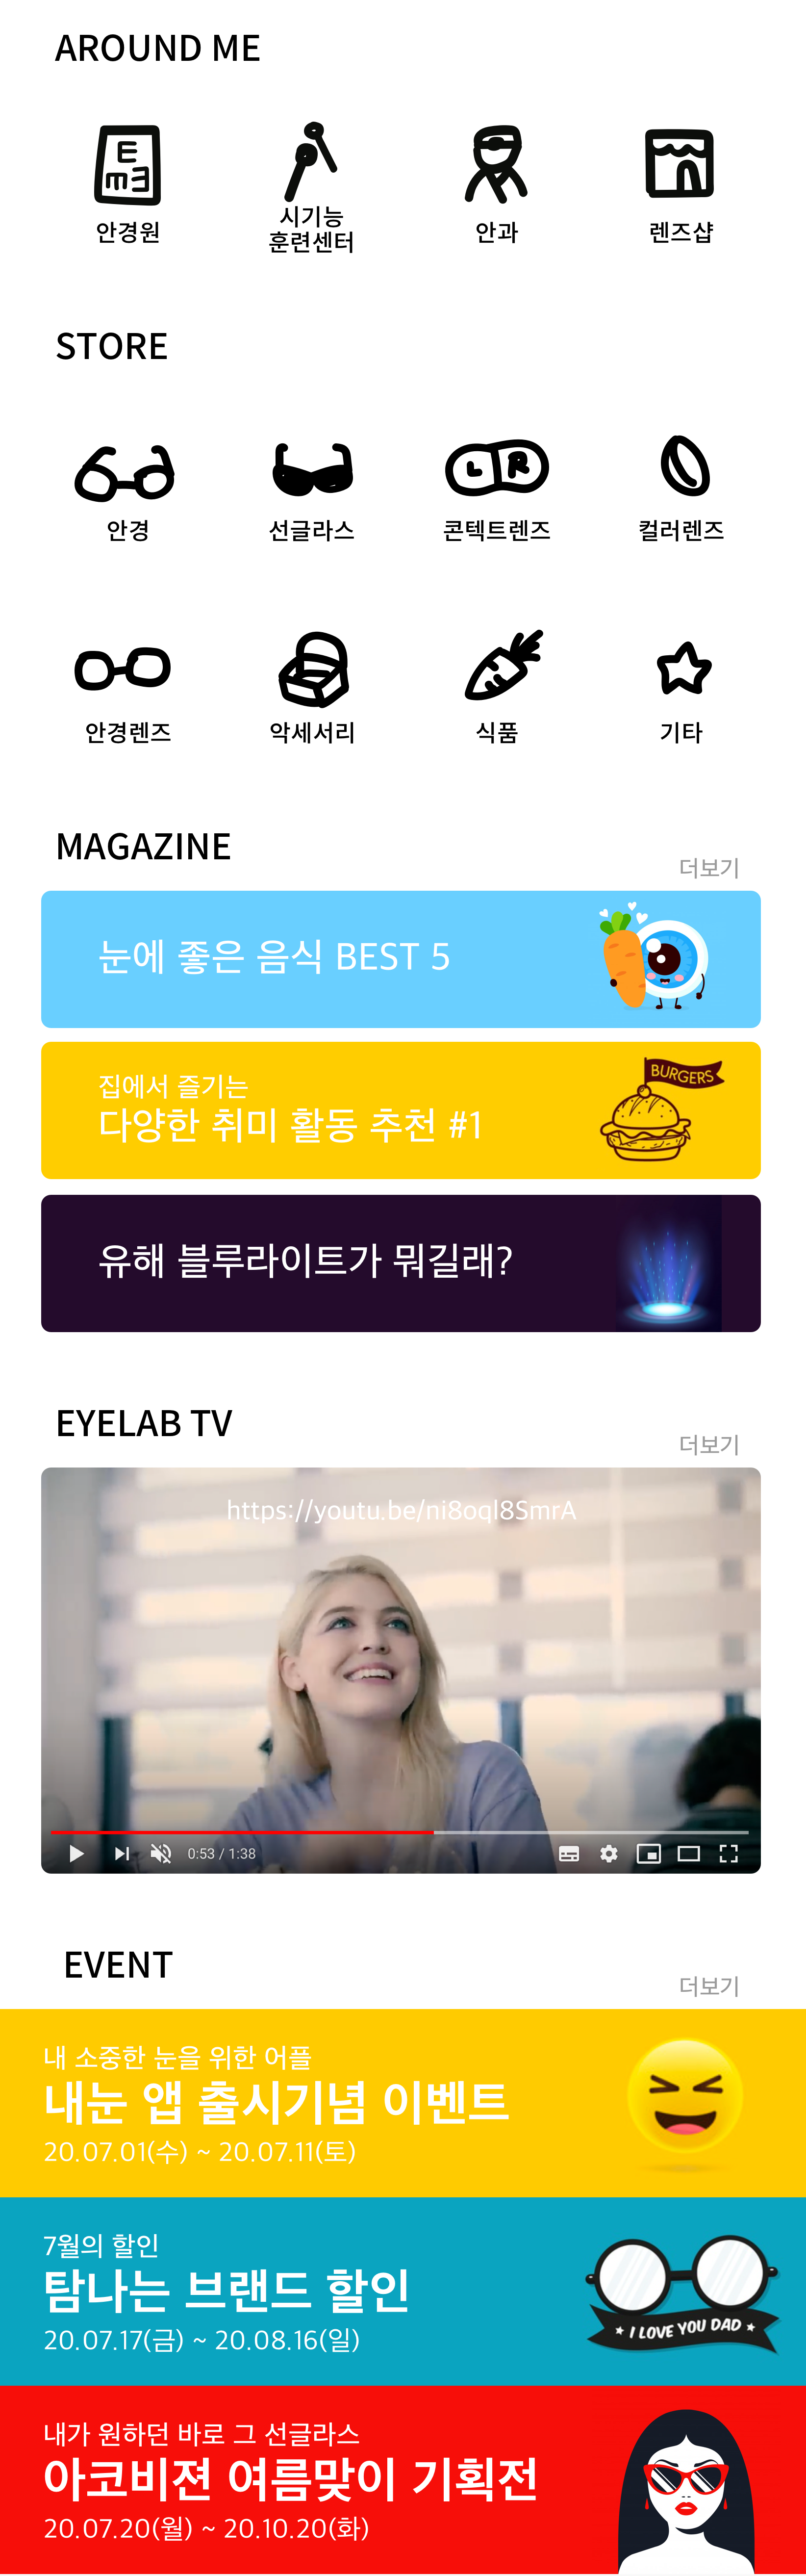 AROUND ME
E
m
안경원
시기능
훈련센터
안과
렌즈샵
STORE
안경
선글라스
L R
콘텍트렌즈
컬러렌즈
안경렌즈
악세서리
식품
기타
MAGAZINE
더보기
눈에 좋은 음식 BEST 5
집에서 즐기는
다양한 취미 활동 추천 #1
BURGERS
유해 블루라이트가 뭐길래?
EYELAB TV
더보기
https://youtu.be/ni8oql8SmrA
0:53 / 1:38
EVENT
더보기
내 소중한 눈을 위한 어플
내눈 앱 출시기념 이벤트
20.07.01(수) ~ 20.07.11(토)
7월의 할인
탐나는 브랜드 할인
20.07.17(금) ~ 20.08.16(일)
I LOVE YOU DAD
내가 원하던 바로 그 선글라스
아코비젼 여름맞이 기획전
20.07.20(월) ~ 20.10.20(화)